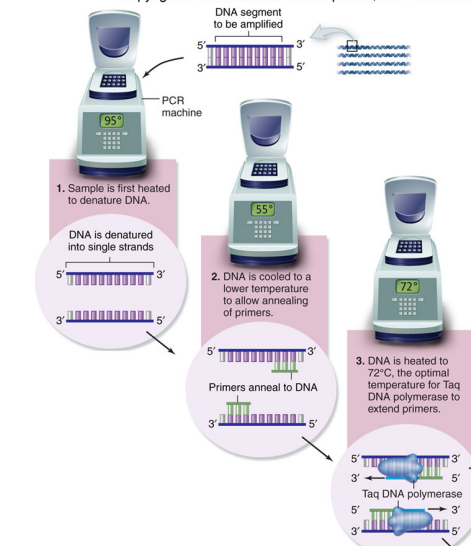 DNA segment
to be amplified
5′ 3′
3′ 5′
PCR
machine
95°
1. Sample is first heated
to denature DNA.
DNA is denatured
into single strands
5′ 3′
3′ 5′
55°
2. DNA is cooled to a
lower temperature
to allow annealing
of primers.
5′ 3′
Primers anneal to DNA
3′ 5′
72°
3. DNA is heated to
72°C, the optimal
temperature for Taq
DNA polymerase to
extend primers.
5′ 3′
3′ 5′
Taq DNA polymerase
5′ 3′
3′ 5′